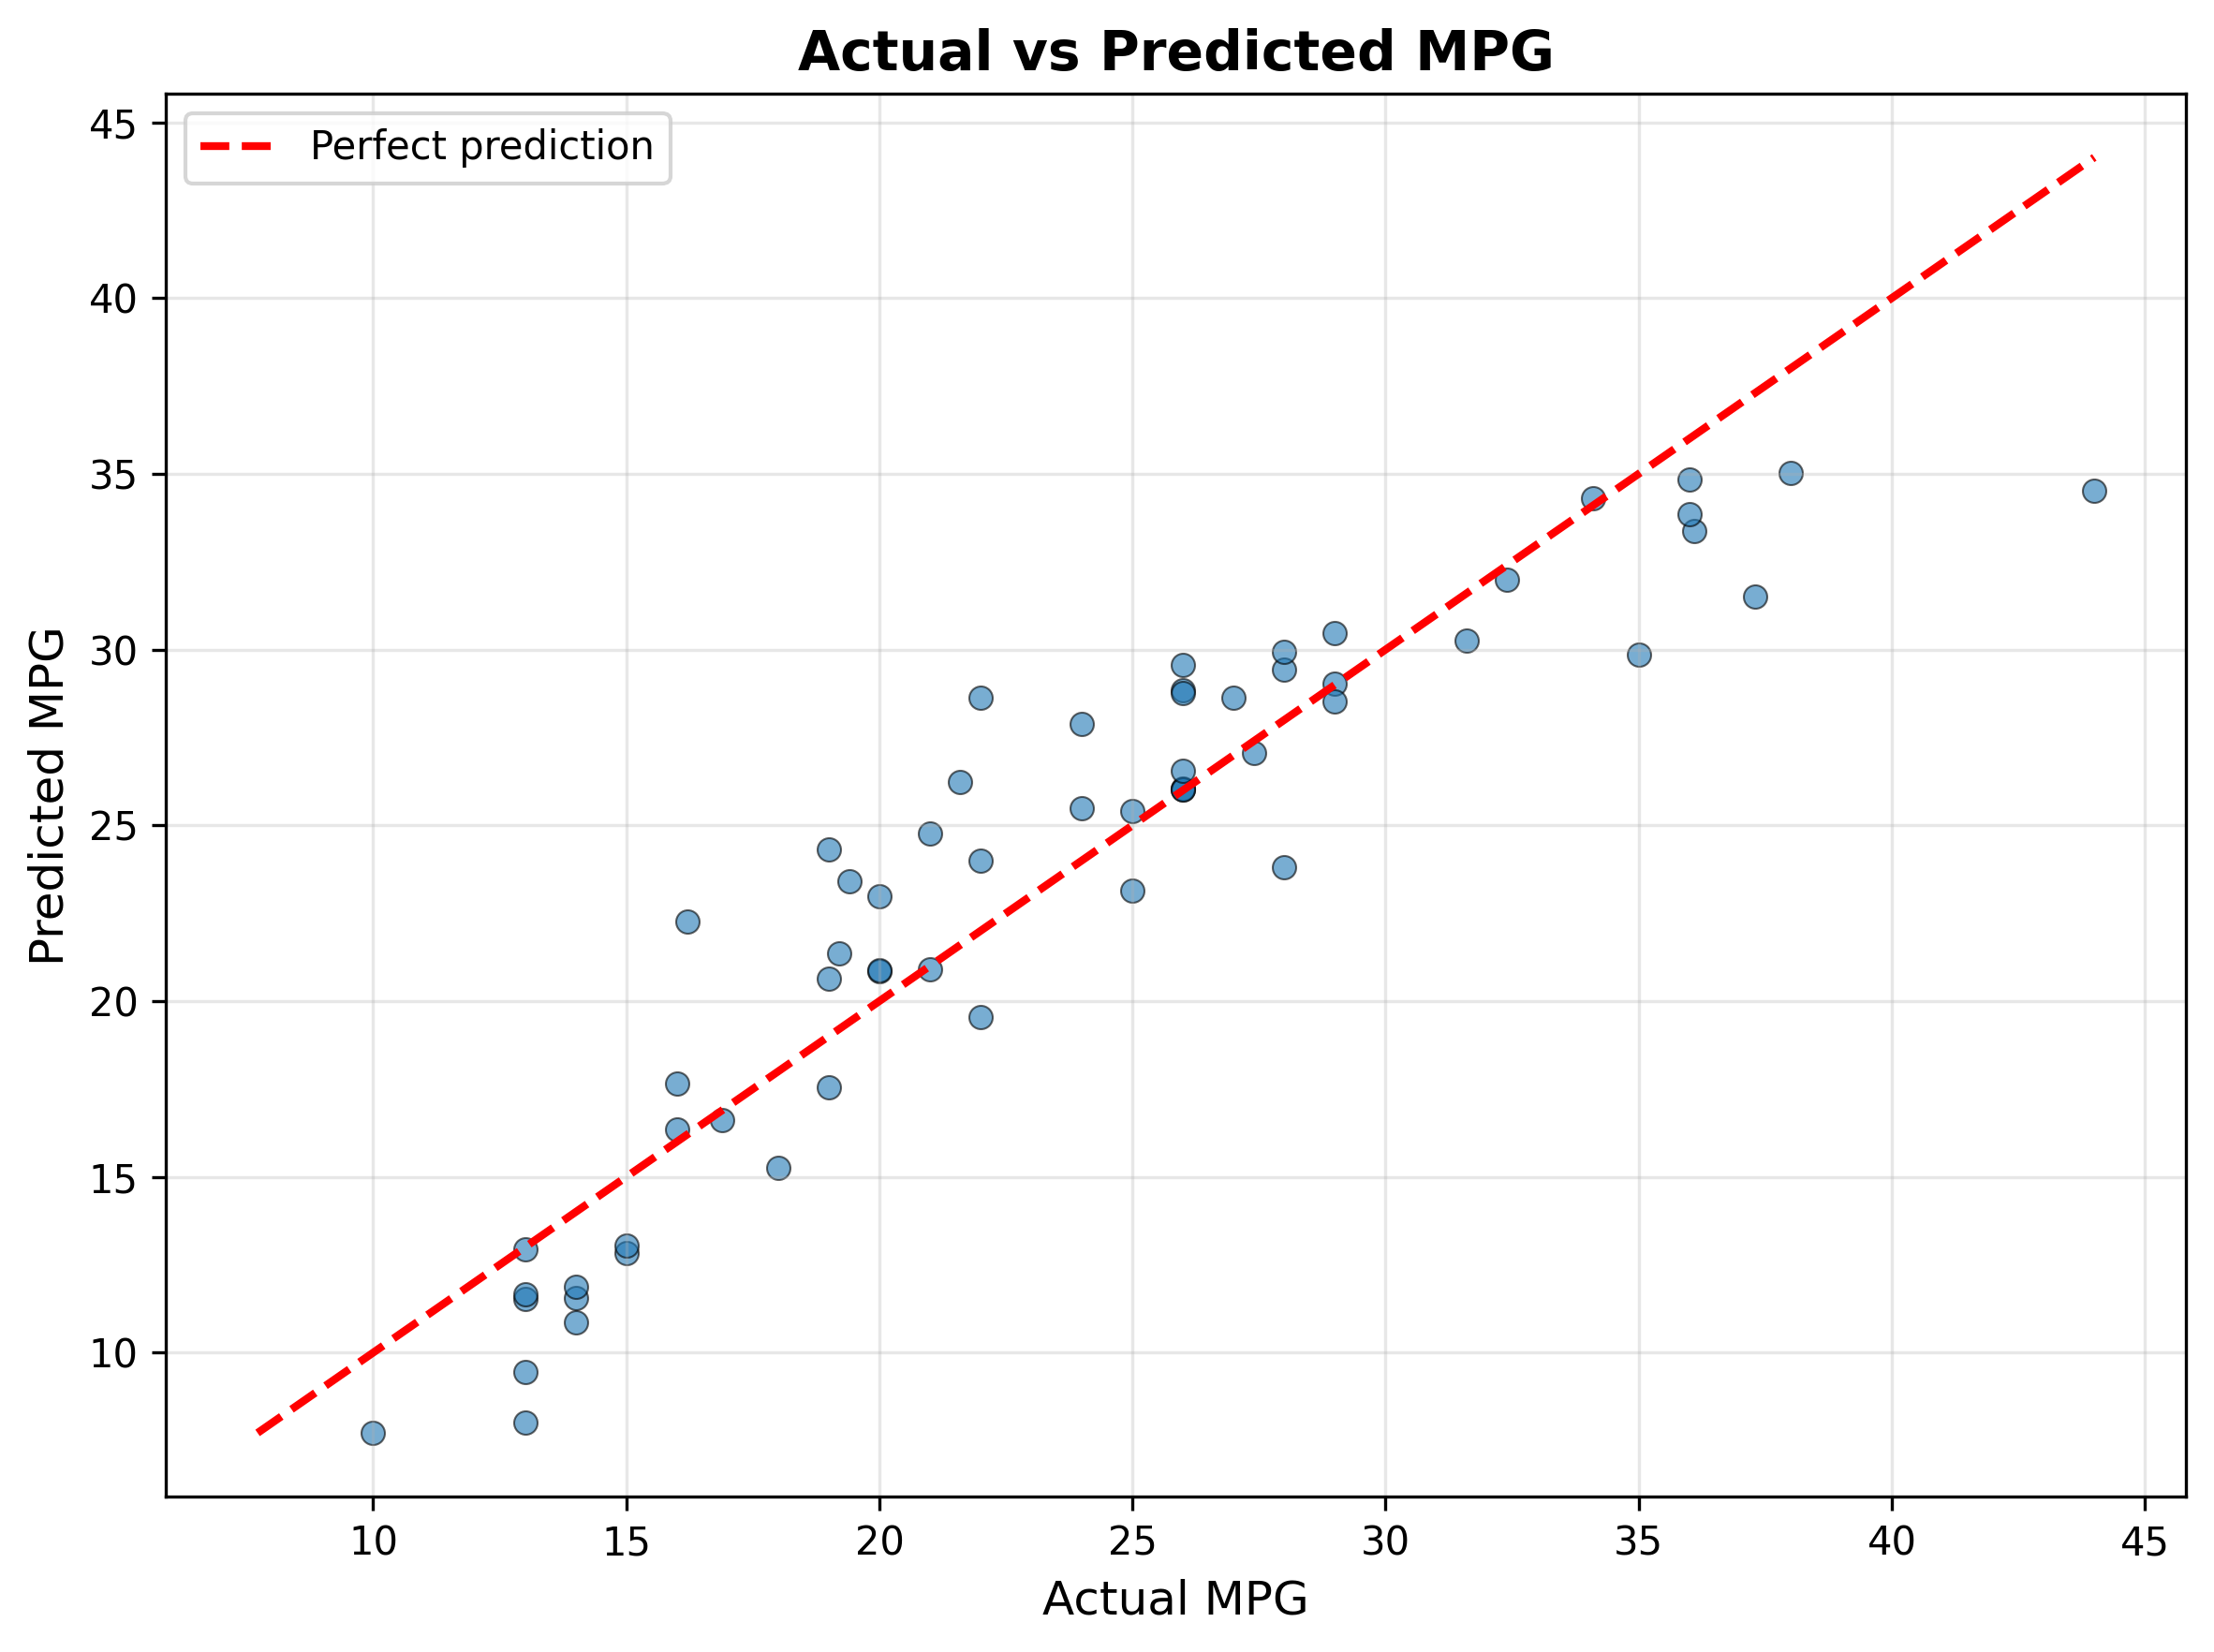 Actual vs Predicted MPG
Perfect prediction
45
40
35
30
25
20
15
10
Predicted MPG
10 15 20 25 30 35 40 45
Actual MPG